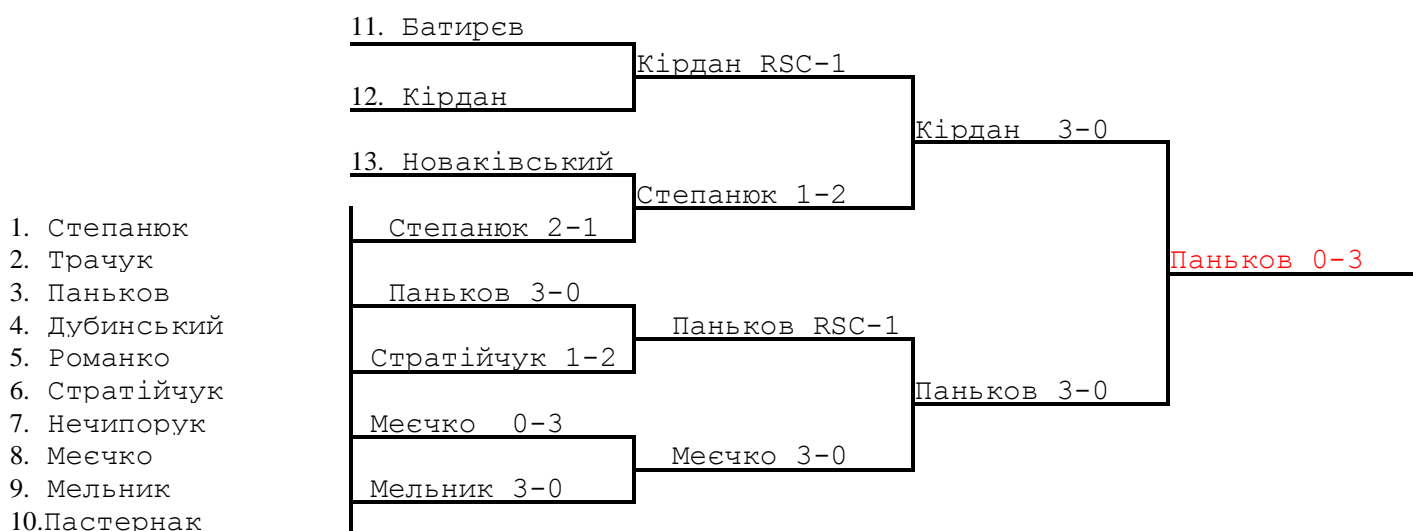 11. Батирєв
Кірдан RSC-1
12. Кірдан
Кірдан 3-0
13. Новаківський
Степанюк 1-2
1. Степанюк
Степанюк 2-1
2. Трачук
Паньков 0-3
3. Паньков
Паньков 3-0
4. Дубинський
Паньков RSC-1
5. Романко
Стратійчук 1-2
6. Стратійчук
Паньков 3-0
7. Нечипорук
Меєчко 0-3
8. Меєчко
Меєчко 3-0
9. Мельник
Мельник 3-0
10.Пастернак